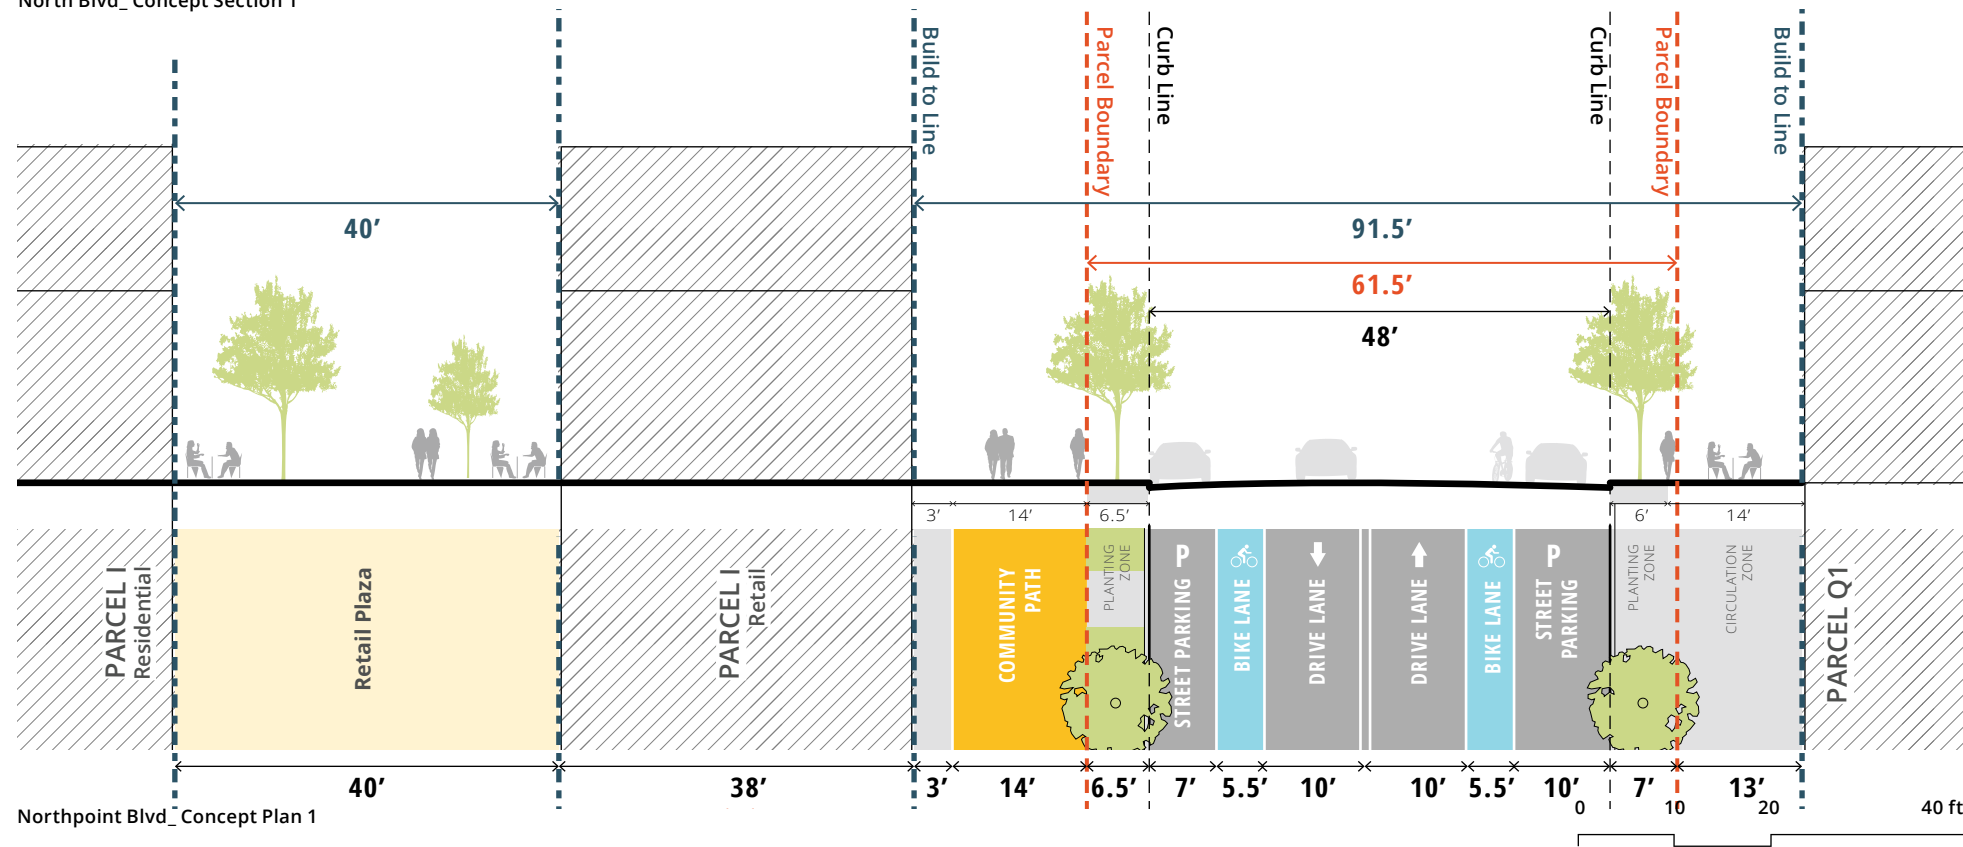 North Blvd_ Concept Section 1
Build to Line
Parcel Boundary
Curb Line
Curb Line
Parcel Boundary
Build to Line
40’
91.5’
61.5’
48’
3’
14’
6.5’
6’
14’
PARCEL I
Residential
Retail Plaza
PARCEL I
Retail
COMMUNITY
PATH
PLANTING
ZONE
P
STREET PARKING
BIKE LANE
DRIVE LANE
DRIVE LANE
BIKE LANE
P
STREET
PARKING
PLANTING
ZONE
CIRCULATION
ZONE
PARCEL Q1
40’
38’
3’
14’
6.5’
7’
5.5’
10’
10’
5.5’
10’
7’
13’
Northpoint Blvd_ Concept Plan 1
0
10
20
40 ft